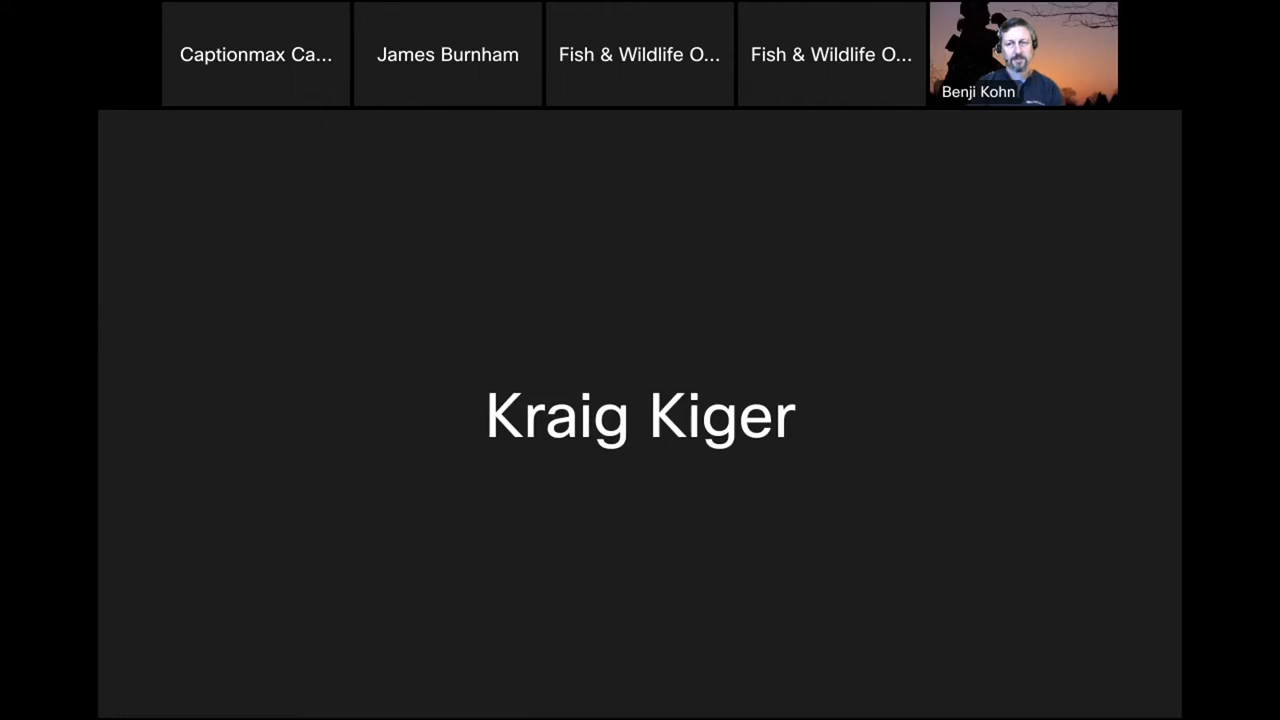 Captionmax Ca...
James Burnham
Fish & Wildlife O...
Fish & Wildlife O...
Benji Kohn
Kraig Kiger